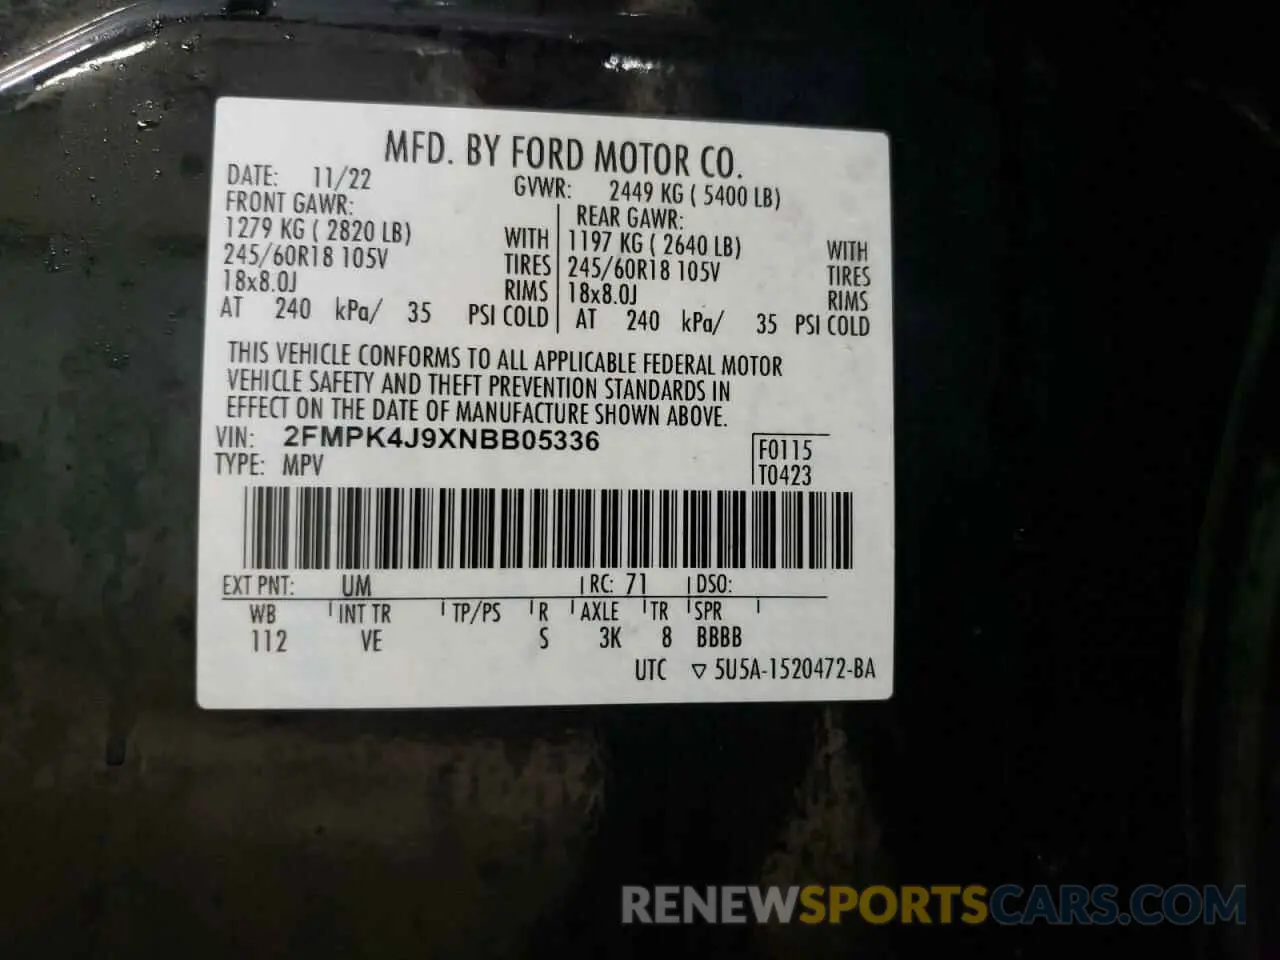 MFD. BY FORD MOTOR CO.
DATE: 11/22 GVWR: 2449 KG ( 5400 LB)
FRONT GAWR: REAR GAWR:
1279 KG ( 2820 LB) WITH 1197 KG ( 2640 LB) WITH
245/60R18 105V TIRES 245/60R18 105V TIRES
18x8.0J RIMS 18x8.0J RIMS
AT 240 kPa/ 35 PSI COLD AT 240 kPa/ 35 PSI COLD
THIS VEHICLE CONFORMS TO ALL APPLICABLE FEDERAL MOTOR
VEHICLE SAFETY AND THEFT PREVENTION STANDARDS IN
EFFECT ON THE DATE OF MANUFACTURE SHOWN ABOVE.
VIN: 2FMPK4J9XNBB05336 F0115
TYPE: MPV T0423
EXT PNT: UM RC: 71 DSO:
WB INT TR TP/PS R AXLE TR SPR
112 VE S 3K 8 BBBB
UTC ▽ 5U5A-1520472-BA
RENEWSPORTSCARS.COM